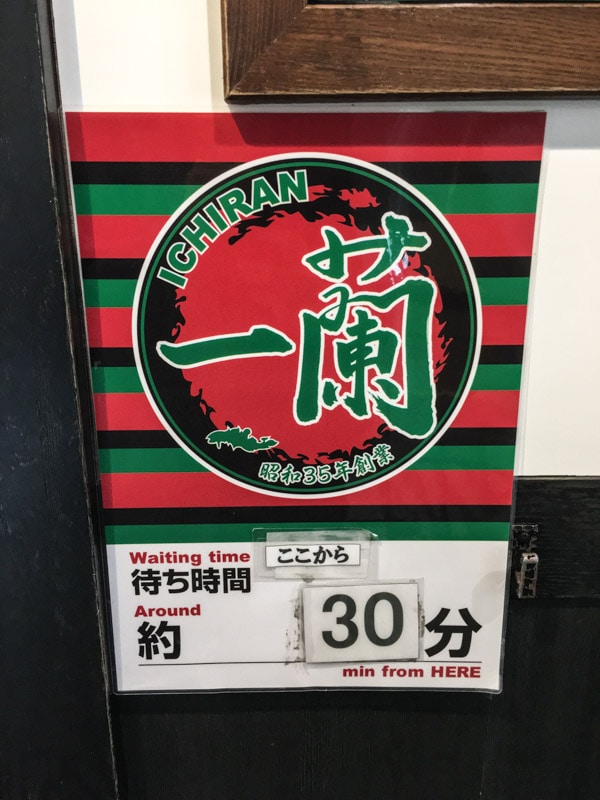 ICHIRAN
一蘭
昭和35年創業
Waiting time ここから
待ち時間
Around
約 30 分
min from HERE